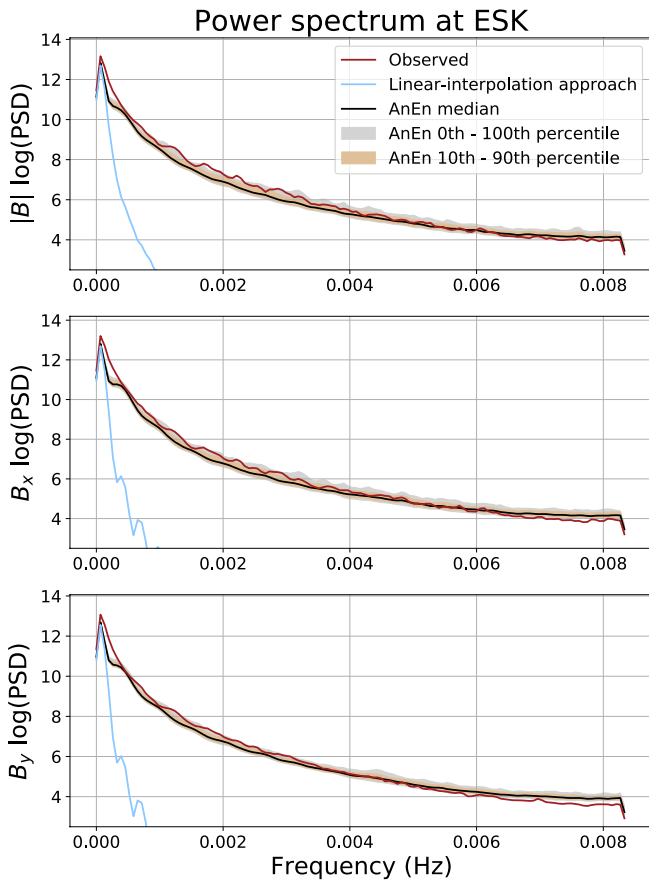 Power spectrum at ESK
14
12
10
8
6
4
|B| log(PSD)
Observed
Linear-interpolation approach
AnEn median
AnEn 0th - 100th percentile
AnEn 10th - 90th percentile
0.000 0.002 0.004 0.006 0.008
14
12
10
8
6
4
Bx log(PSD)
0.000 0.002 0.004 0.006 0.008
14
12
10
8
6
4
By log(PSD)
0.000 0.002 0.004 0.006 0.008
Frequency (Hz)